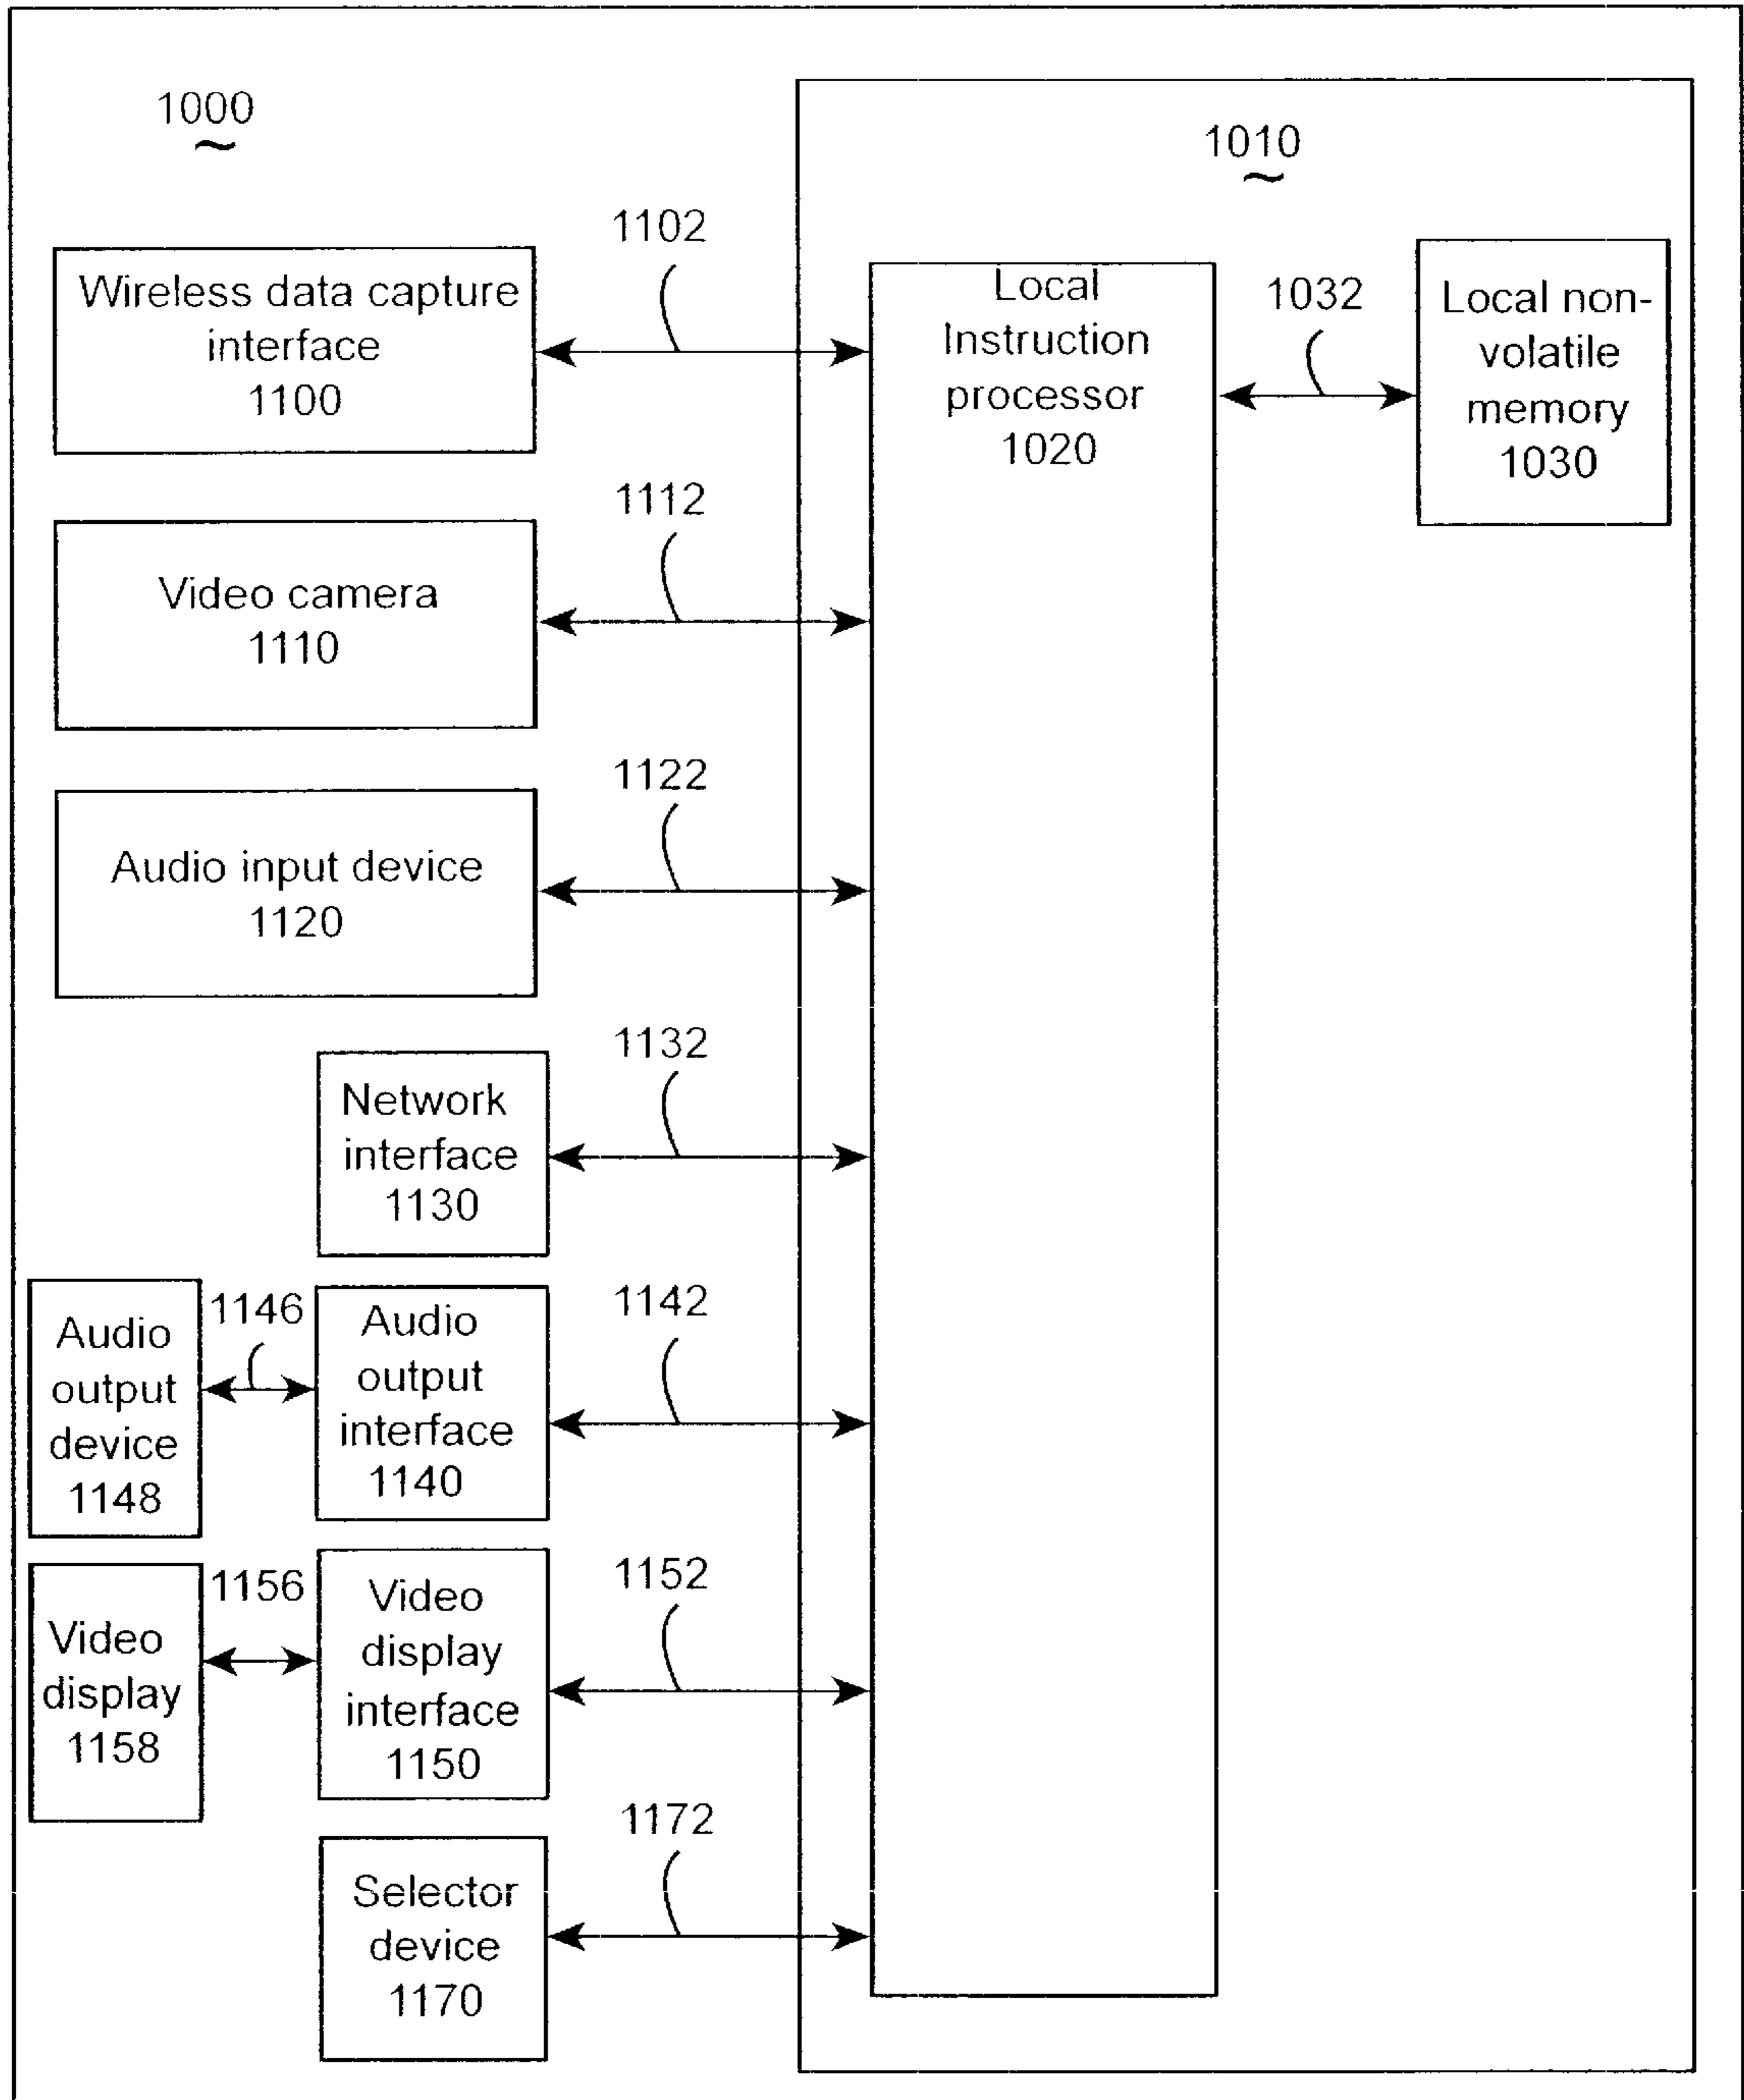 1000
1010
1102
Wireless data capture
interface
1100
Local
Instruction
processor
1020
1032
Local non-
volatile
memory
1030
1112
Video camera
1110
1122
Audio input device
1120
1132
Network
interface
1130
Audio
output
device
1148
1146
Audio
output
interface
1140
1142
Video
display
1158
1156
Video
display
interface
1150
1152
1172
Selector
device
1170